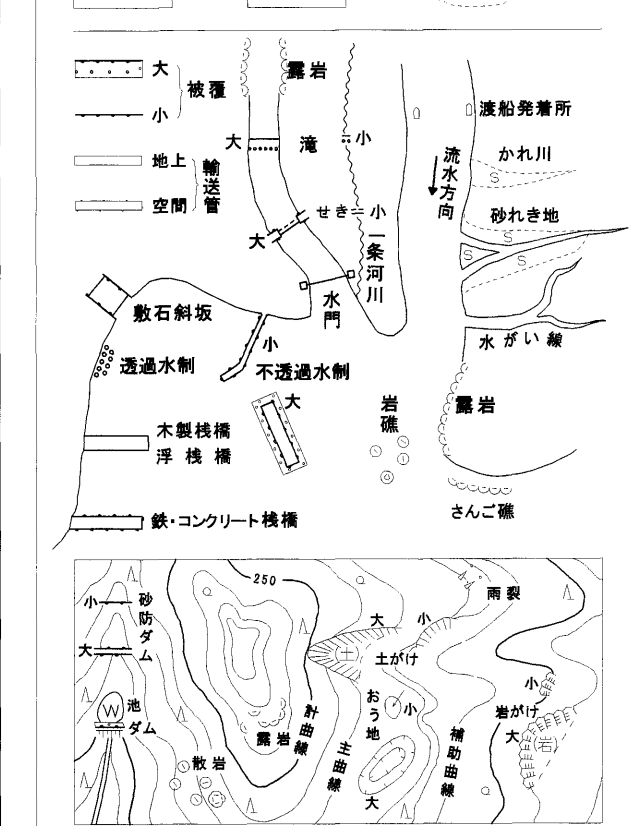 大
小
被覆
地上
空間
輸送管
露岩
大
滝
小
せき
小
大
一条河川
水門
流水方向
渡船発着所
かれ川
S
砂れき地
S
S
S
水がい線
敷石斜坂
透過水制
小
不透過水制
大
木製桟橋
浮桟橋
鉄・コンクリート桟橋
岩礁
露岩
さんご礁
小
砂防ダム
大
池
W
ダム
散岩
250
露岩
計曲線
主曲線
大
小
土
土がけ
おう地
小
大
補助曲線
雨裂
小
岩がけ
大
岩